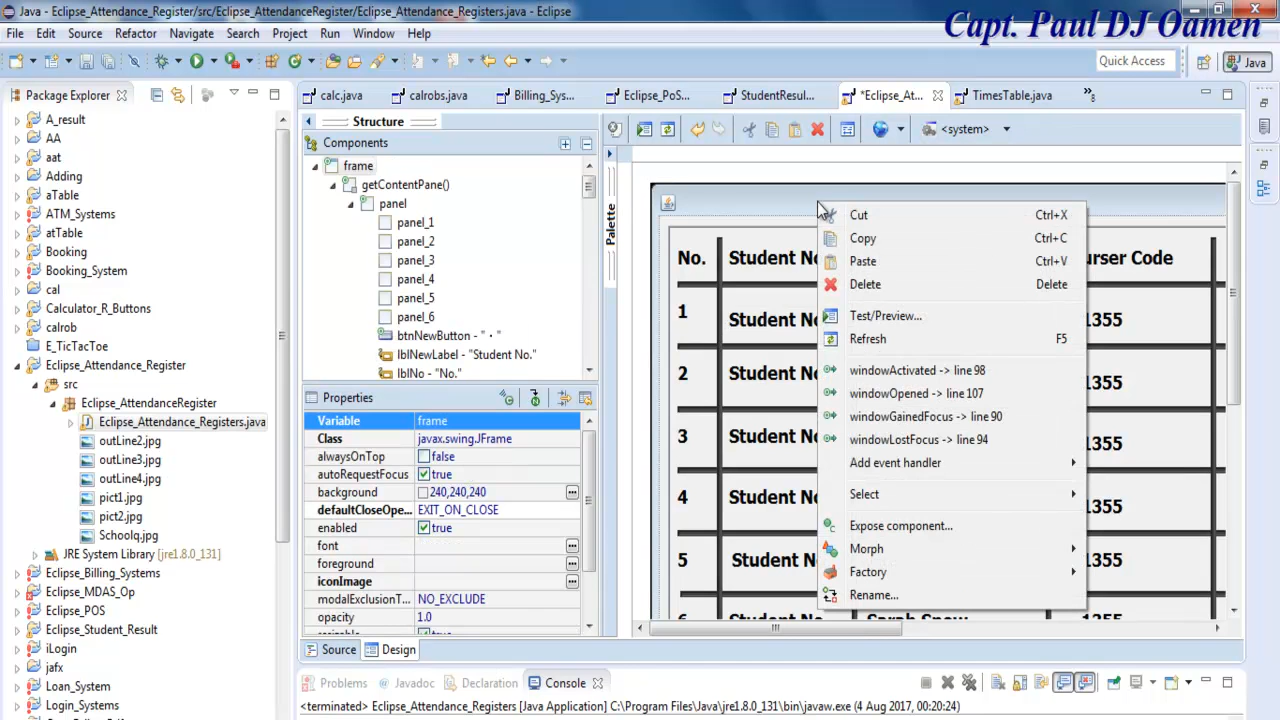 Java - Eclipse_Attendance_Register/src/Eclipse_AttendanceRegister/Eclipse_Attendance_Registers.java - Eclipse
Capt. Paul DJ Oamen
File Edit Source Refactor Navigate Search Project Run Window Help
Quick Access
Java
Package Explorer
calc.java
calrobs.java
Billing_Sy...
Eclipse_PoS...
StudentResul...
*Eclipse_At...
TimesTable.java
»8
A_result
AA
aat
Adding
aTable
ATM_Systems
atTable
Booking
Booking_System
cal
Calculator_R_Buttons
calrob
E_TicTacToe
Eclipse_Attendance_Register
src
Eclipse_AttendanceRegister
Eclipse_Attendance_Registers.java
outLine2.jpg
outLine3.jpg
outLine4.jpg
pict1.jpg
pict2.jpg
Schoolq.jpg
JRE System Library [jre1.8.0_131]
Eclipse_Billing_Systems
Eclipse_MDAS_Op
Eclipse_POS
Eclipse_Student_Result
iLogin
jafx
Loan_System
Login_Systems
Structure
Components
frame
getContentPane()
panel
panel_1
panel_2
panel_3
panel_4
panel_5
panel_6
btnNewButton - " · "
lblNewLabel - "Student No."
lblNo - "No."
Properties
Variable frame
Class javax.swing.JFrame
alwaysOnTop false
autoRequestFocus true
background 240,240,240
defaultCloseOpe... EXIT_ON_CLOSE
enabled true
font
foreground
iconImage
modalExclusionT... NO_EXCLUDE
opacity 1.0
Source Design
Palette
<system>
No. Student No urser Code
1 Student No 1355
2 Student No 1355
3 Student No 1355
4 Student No 1355
5 Student No 1355
Cut Ctrl+X
Copy Ctrl+C
Paste Ctrl+V
Delete Delete
Test/Preview...
Refresh F5
windowActivated -> line 98
windowOpened -> line 107
windowGainedFocus -> line 90
windowLostFocus -> line 94
Add event handler
Select
Expose component...
Morph
Factory
Rename...
Problems Javadoc Declaration Console
<terminated> Eclipse_Attendance_Registers [Java Application] C:\Program Files\Java\jre1.8.0_131\bin\javaw.exe (4 Aug 2017, 00:20:24)